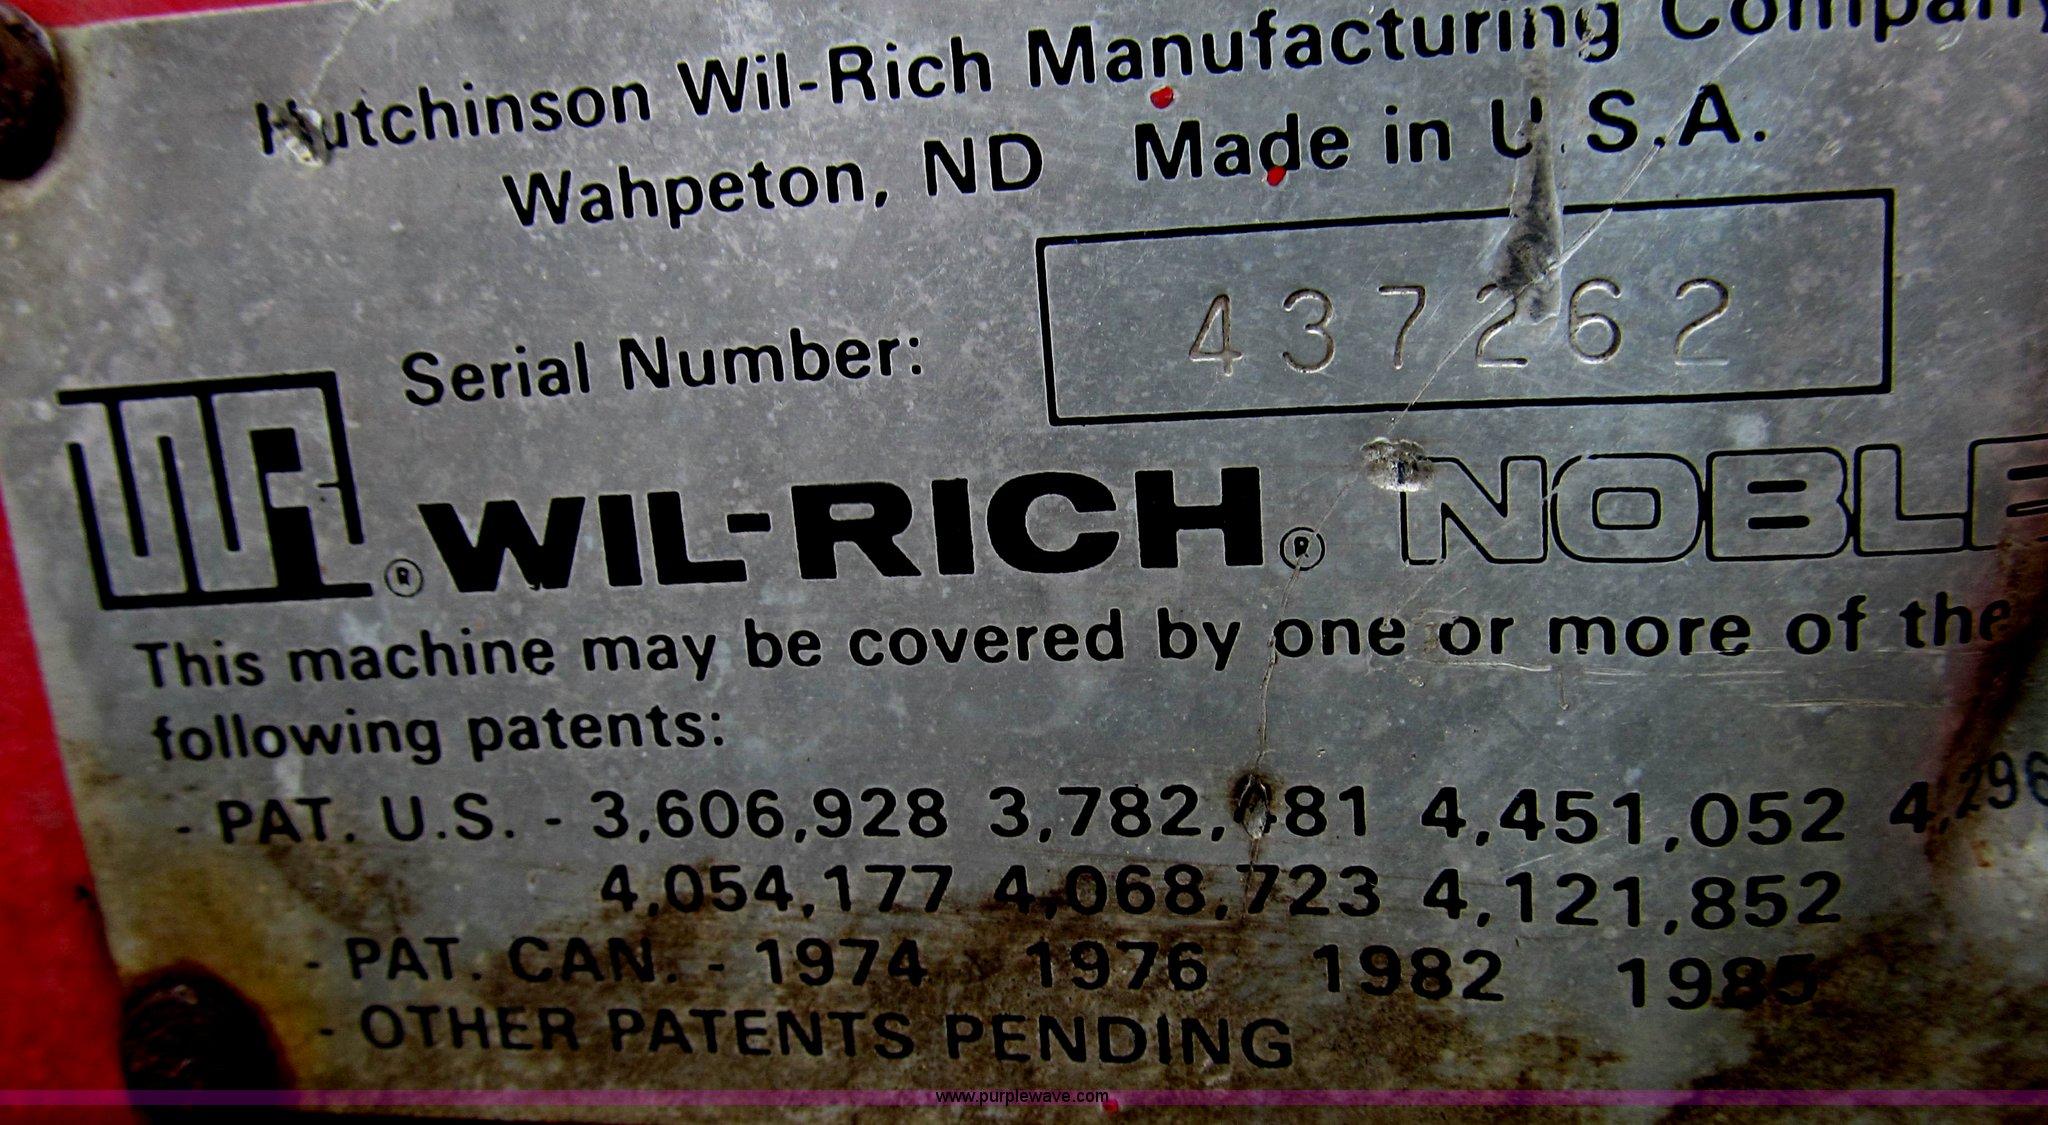 Hutchinson Wil-Rich Manufacturing Company
Wahpeton, ND Made in U.S.A.
Serial Number: 437262
WR ® WIL-RICH ® NOBLE
This machine may be covered by one or more of the
following patents:
- PAT. U.S. - 3,606,928 4,451,052
4,054,177 4,068,723 4,121,852
- PAT. CAN. - 1974 1976 1982 1985
- OTHER PATENTS PENDING
www.purplewave.com